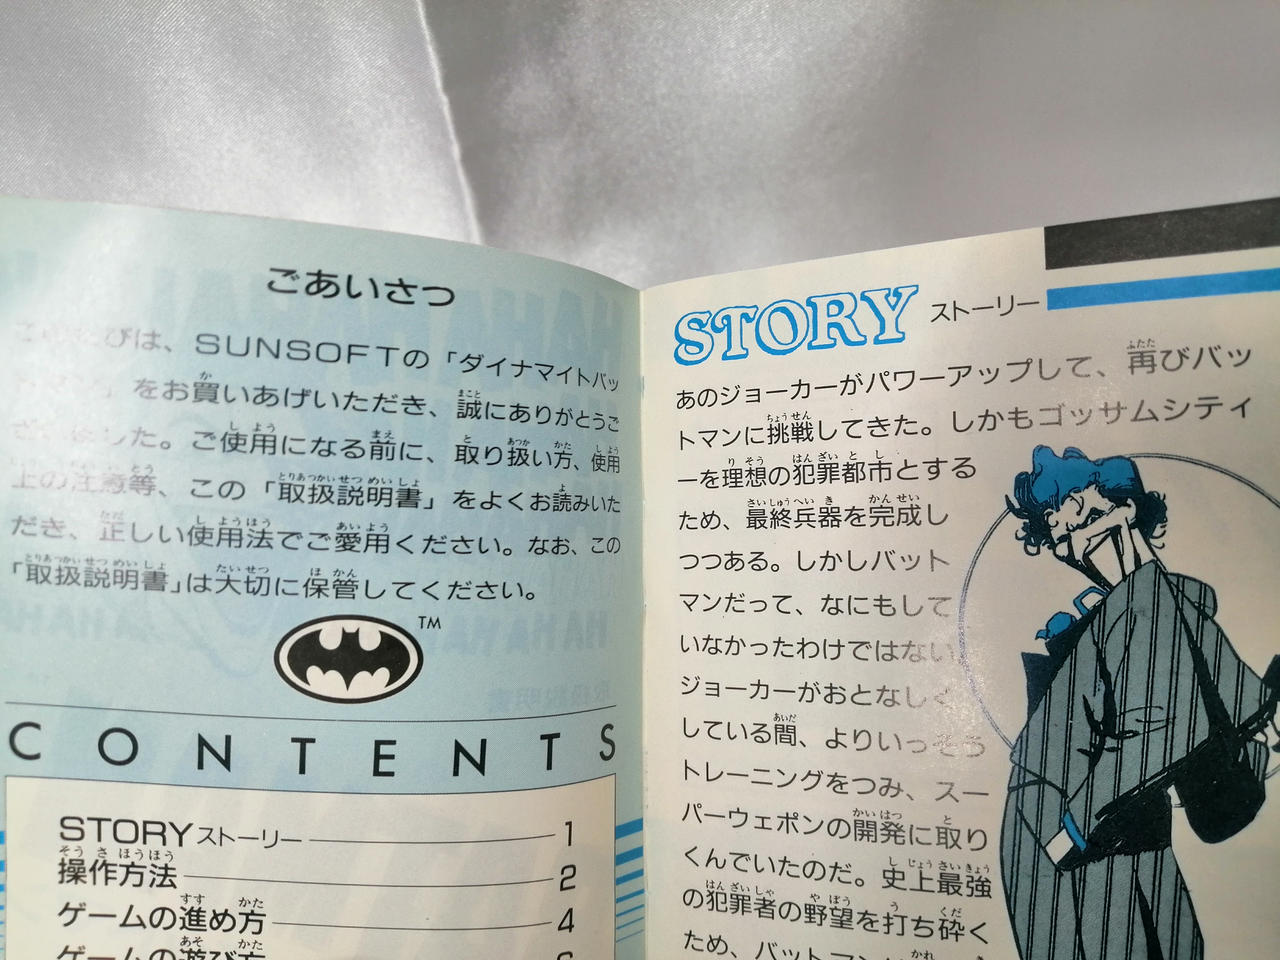 ごあいさつ
びは、SUNSOFTの「ダイナマイトバッ
」をお買いあげいただき、誠にありがとうご
ました。ご使用になる前に、取り扱い方、使用
上の注意等、この「取扱説明書」をよくお読みいた
だき、正しい使用法でご愛用ください。なお、この
「取扱説明書」は大切に保管してください。
TM
CONTENTS
STORYストーリー 1
操作方法 2
ゲームの進め方 4
ゲームの遊び方
STORY ストーリー
あのジョーカーがパワーアップして、再びバッ
トマンに挑戦してきた。しかもゴッサムシティ
ーを理想の犯罪都市とする
ため、最終兵器を完成し
つつある。しかしバット
マンだって、なにもして
いなかったわけではない。
ジョーカーがおとなしく
している間、よりいっそう
トレーニングをつみ、スー
パーウェポンの開発に取り
くんでいたのだ。史上最強
の犯罪者の野望を打ち砕く
ため、バットマン